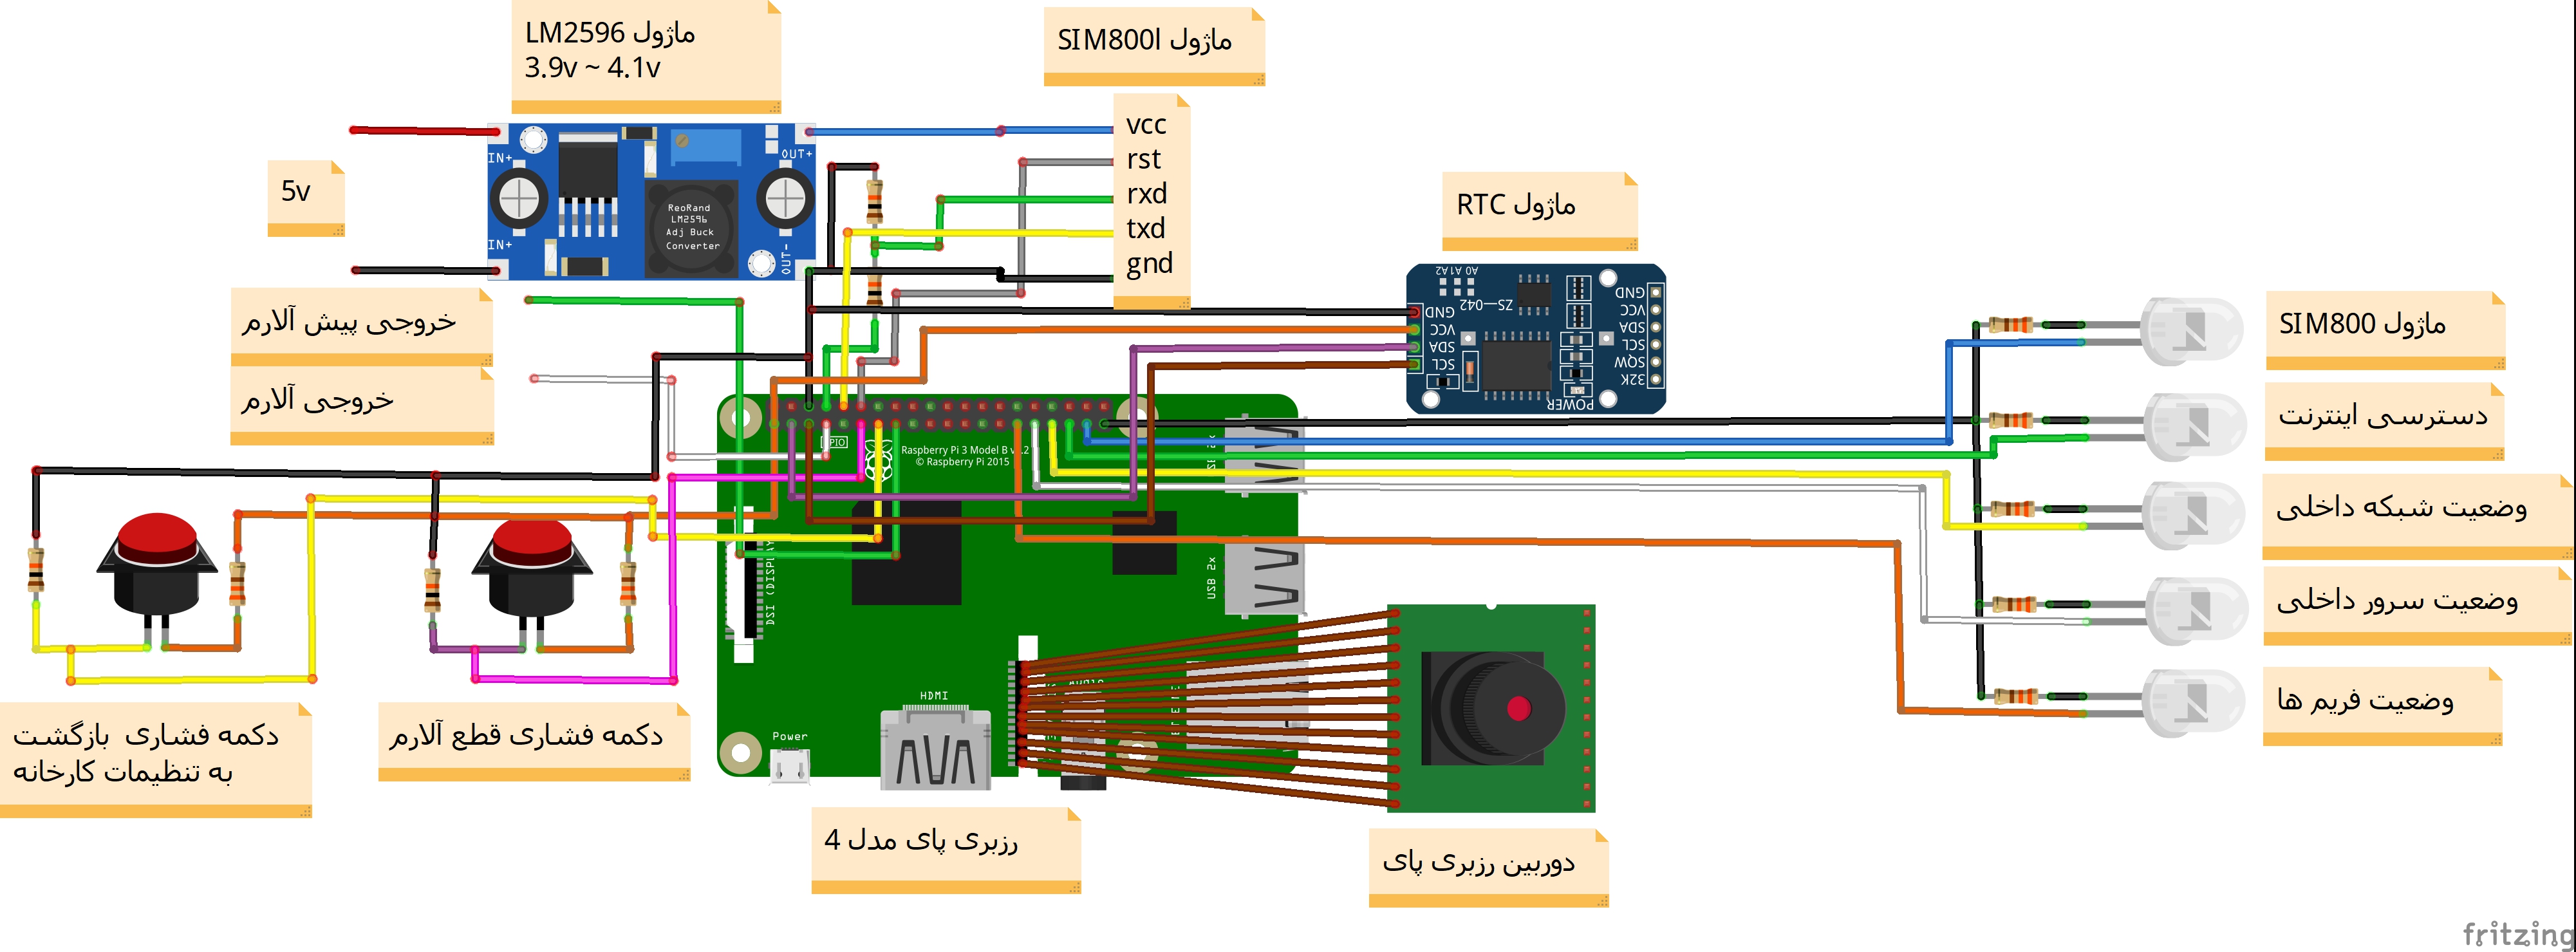 ماژول LM2596
3.9v ~ 4.1v
ماژول SIM800l
vcc
rst
rxd
txd
gnd
5v
IN+
IN+
OUT+
OUT-
ReoRand
LM2596
Adj Buck
Converter
ماژول RTC
A0 A1 A2
ZS-042
GND
VCC
SDA
SCL
GND
VCC
SDA
SCL
SQW
32K
POWER
خروجی پیش آلارم
خروجی آلارم
ماژول SIM800
دسترسی اینترنت
وضعیت شبکه داخلی
وضعیت سرور داخلی
وضعیت فریم ها
GPIO
Raspberry Pi 3 Model B v1.2
© Raspberry Pi 2015
DSI (DISPLAY)
USB 2x
HDMI
Power
دکمه فشاری بازگشت
به تنظیمات کارخانه
دکمه فشاری قطع آلارم
رزبری پای مدل 4
دوربین رزبری پای
fritzing